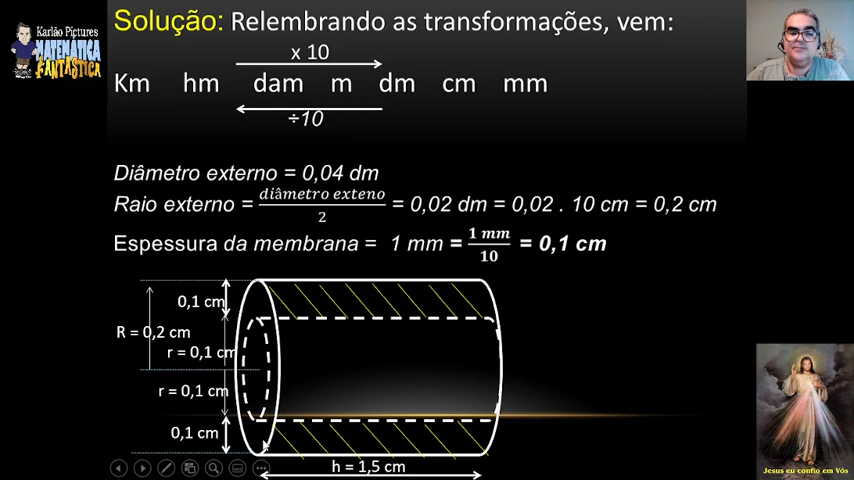 Karlão Pictures
MATEMÁTICA
FANTÁSTICA
Solução: Relembrando as transformações, vem:
x 10
Km hm dam m dm cm mm
÷10
Diâmetro externo = 0,04 dm
Raio externo = diâmetro exteno / 2 = 0,02 dm = 0,02 . 10 cm = 0,2 cm
Espessura da membrana = 1 mm = 1 mm / 10 = 0,1 cm
0,1 cm
R = 0,2 cm
r = 0,1 cm
r = 0,1 cm
0,1 cm
h = 1,5 cm
Jesus eu confio em Vós